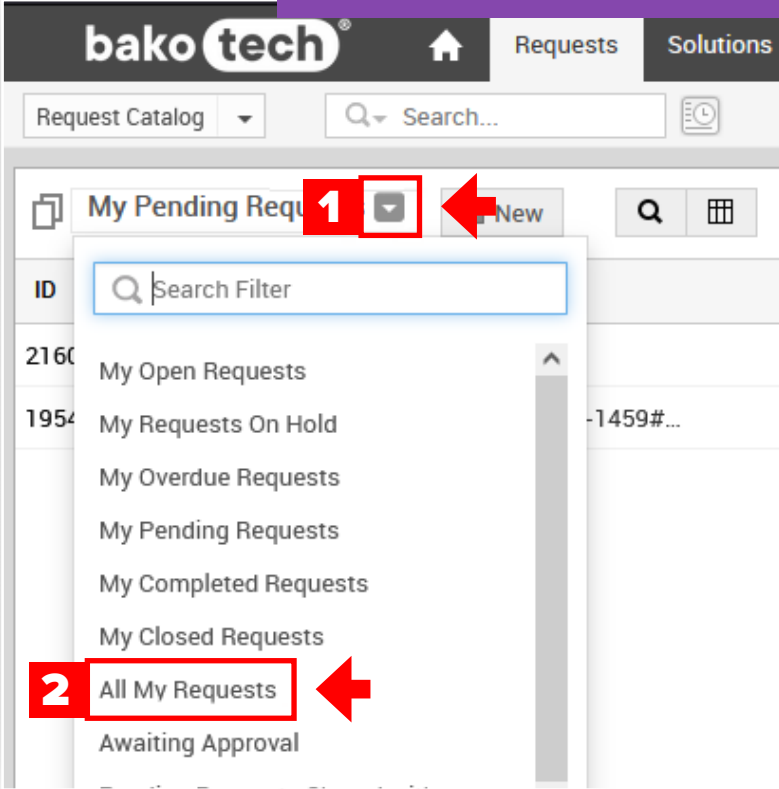 bako tech®
Requests
Solutions
Request Catalog
Search...
My Pending Requ
1
New
ID
Search Filter
2160
My Open Requests
1954
My Requests On Hold
-1459#...
My Overdue Requests
My Pending Requests
My Completed Requests
My Closed Requests
2
All My Requests
Awaiting Approval